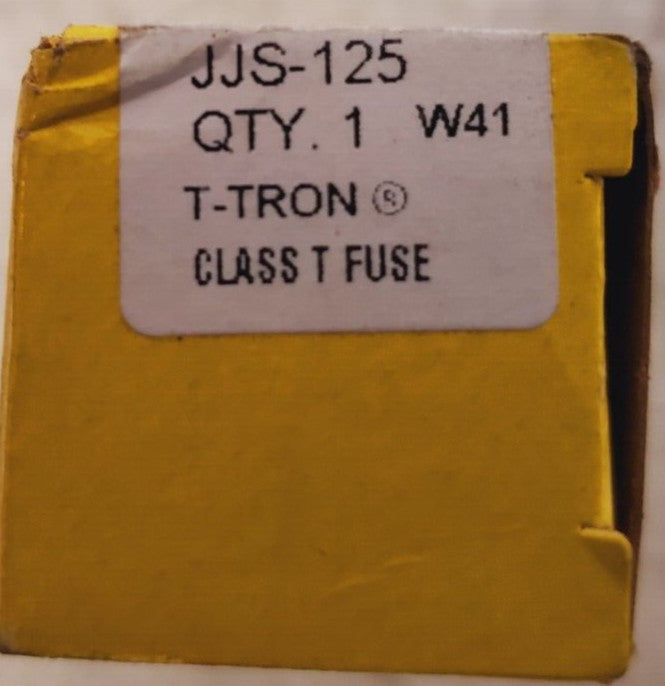 JJS-125
QTY. 1 W41
T-TRON ®
CLASS T FUSE